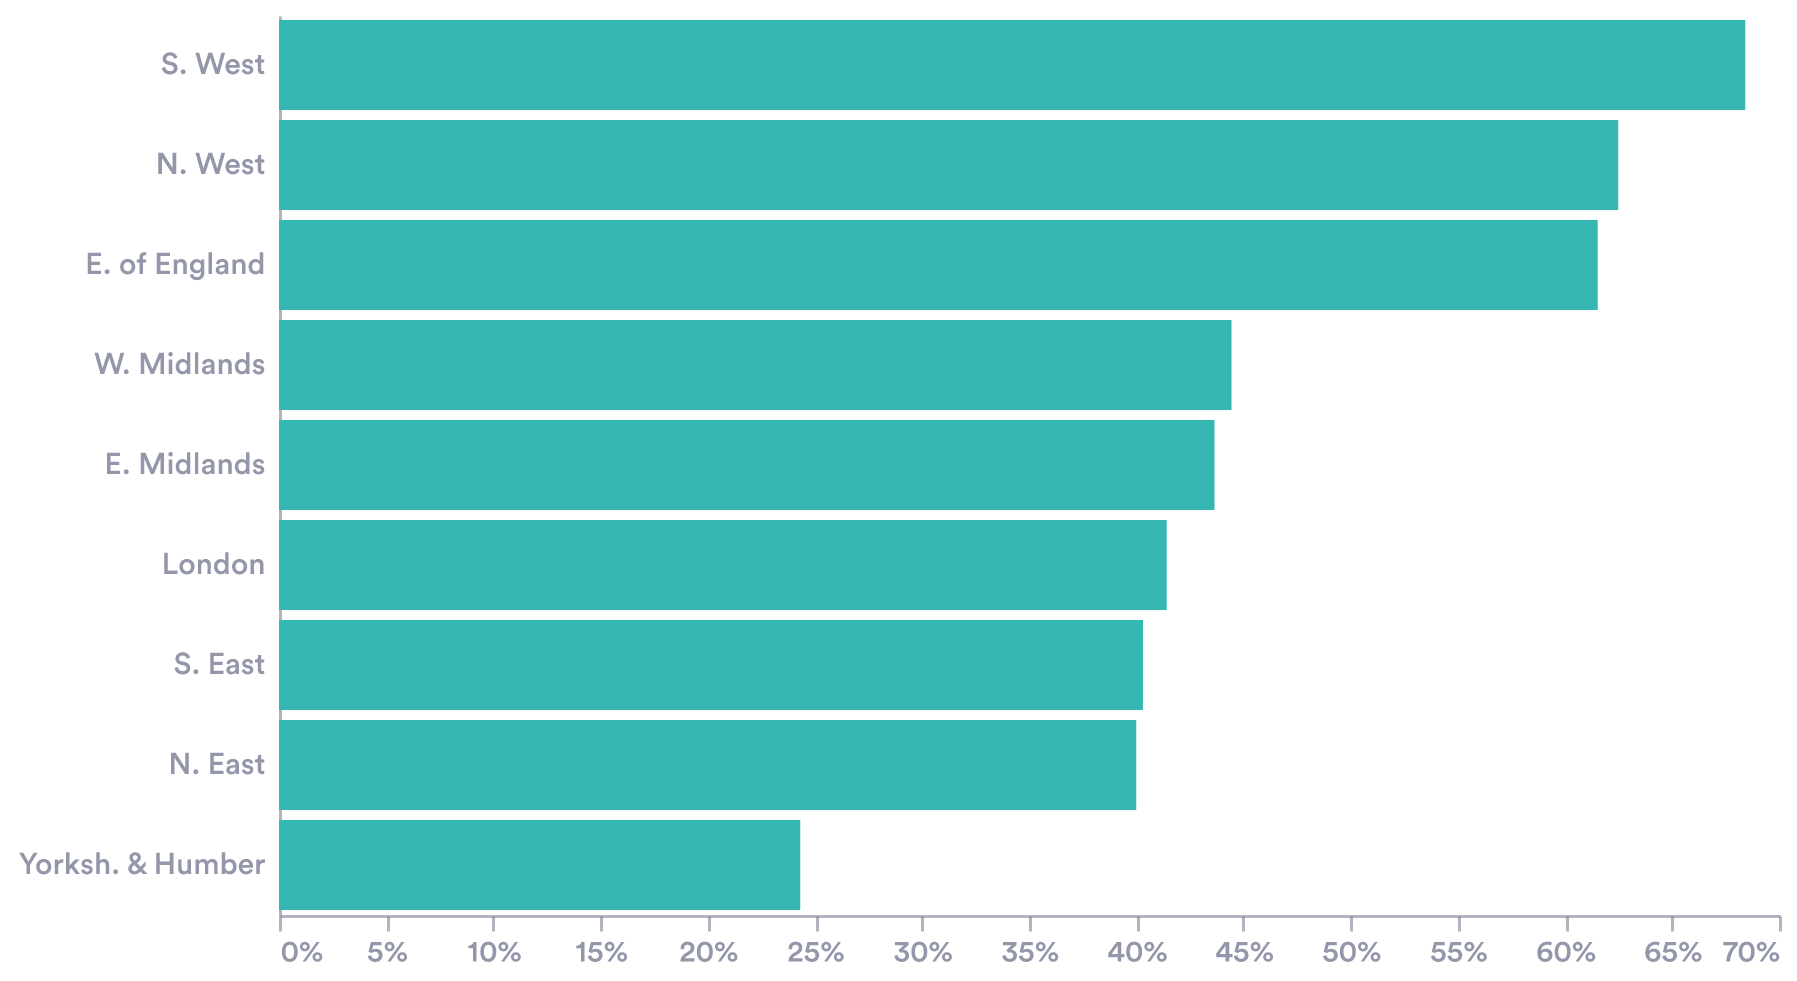 S. West
N. West
E. of England
W. Midlands
E. Midlands
London
S. East
N. East
Yorksh. & Humber
0% 5% 10% 15% 20% 25% 30% 35% 40% 45% 50% 55% 60% 65% 70%